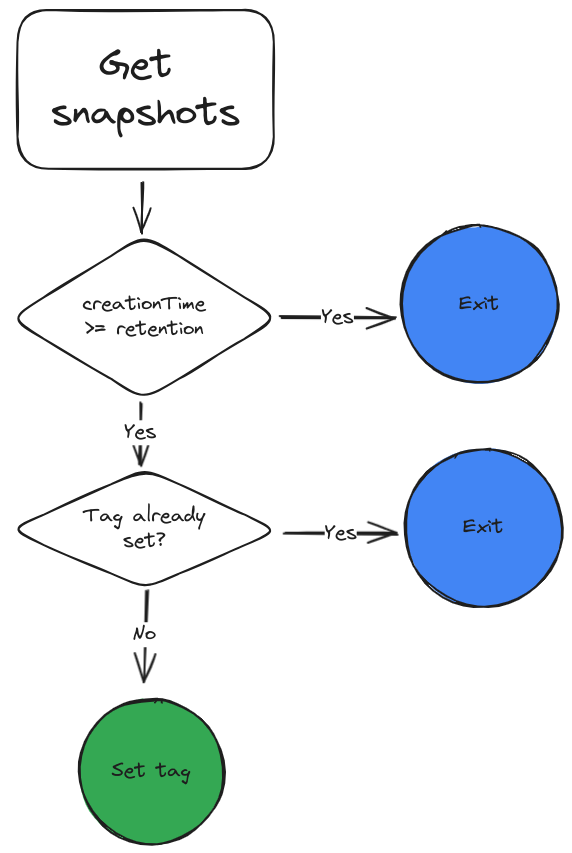 Get
snapshots
creationTime
>= retention
Yes
Exit
Yes
Tag already
set?
Yes
Exit
No
Set tag